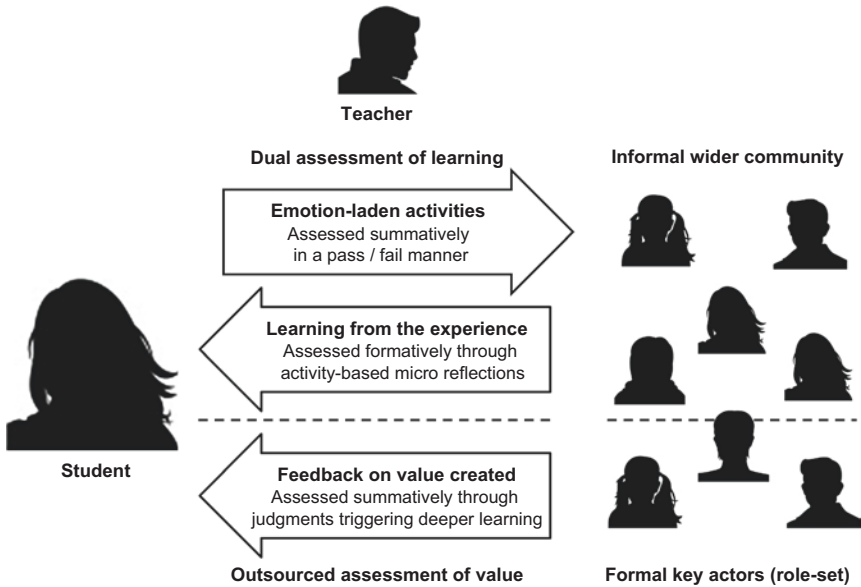 Teacher
Dual assessment of learning
Informal wider community
Emotion-laden activities
Assessed summatively
in a pass / fail manner
Learning from the experience
Assessed formatively through
activity-based micro reflections
Student
Feedback on value created
Assessed summatively through
judgments triggering deeper learning
Outsourced assessment of value
Formal key actors (role-set)